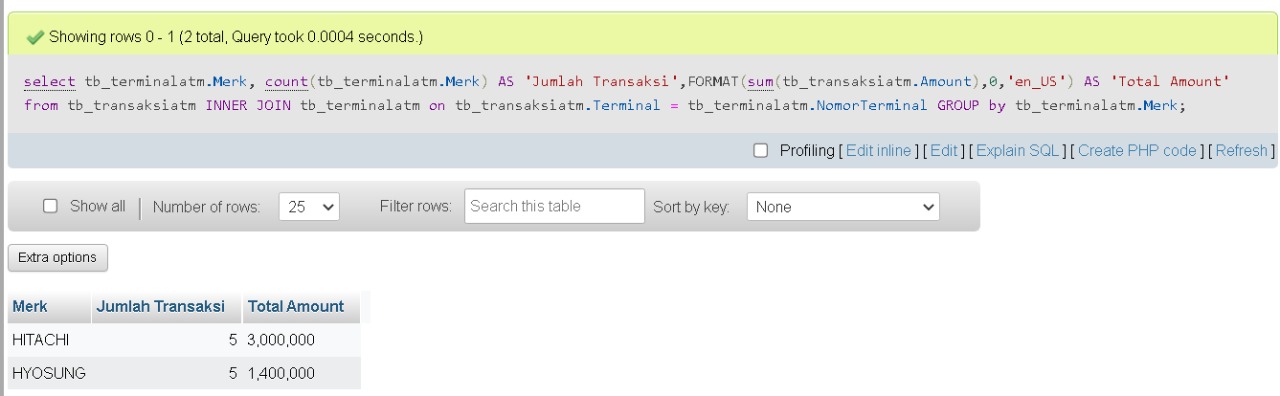 Showing rows 0 - 1 (2 total, Query took 0.0004 seconds.)
select tb_terminalatm.Merk, count(tb_terminalatm.Merk) AS 'Jumlah Transaksi',FORMAT(sum(tb_transaksiatm.Amount),0,'en_US') AS 'Total Amount'
from tb_transaksiatm INNER JOIN tb_terminalatm on tb_transaksiatm.Terminal = tb_terminalatm.NomorTerminal GROUP by tb_terminalatm.Merk;
Profiling [ Edit inline ] [ Edit ] [ Explain SQL ] [ Create PHP code ] [ Refresh ]
Show all | Number of rows: 25 Filter rows: Search this table Sort by key: None
Extra options
Merk Jumlah Transaksi Total Amount
HITACHI 5 3,000,000
HYOSUNG 5 1,400,000